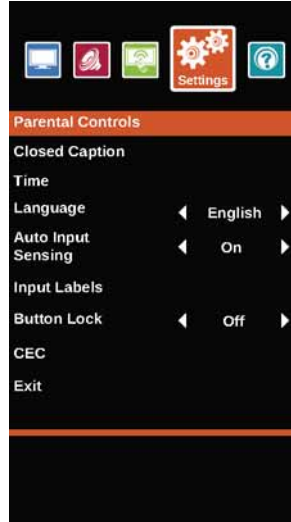 Settings
Parental Controls
Closed Caption
Time
Language English
Auto Input
Sensing On
Input Labels
Button Lock Off
CEC
Exit